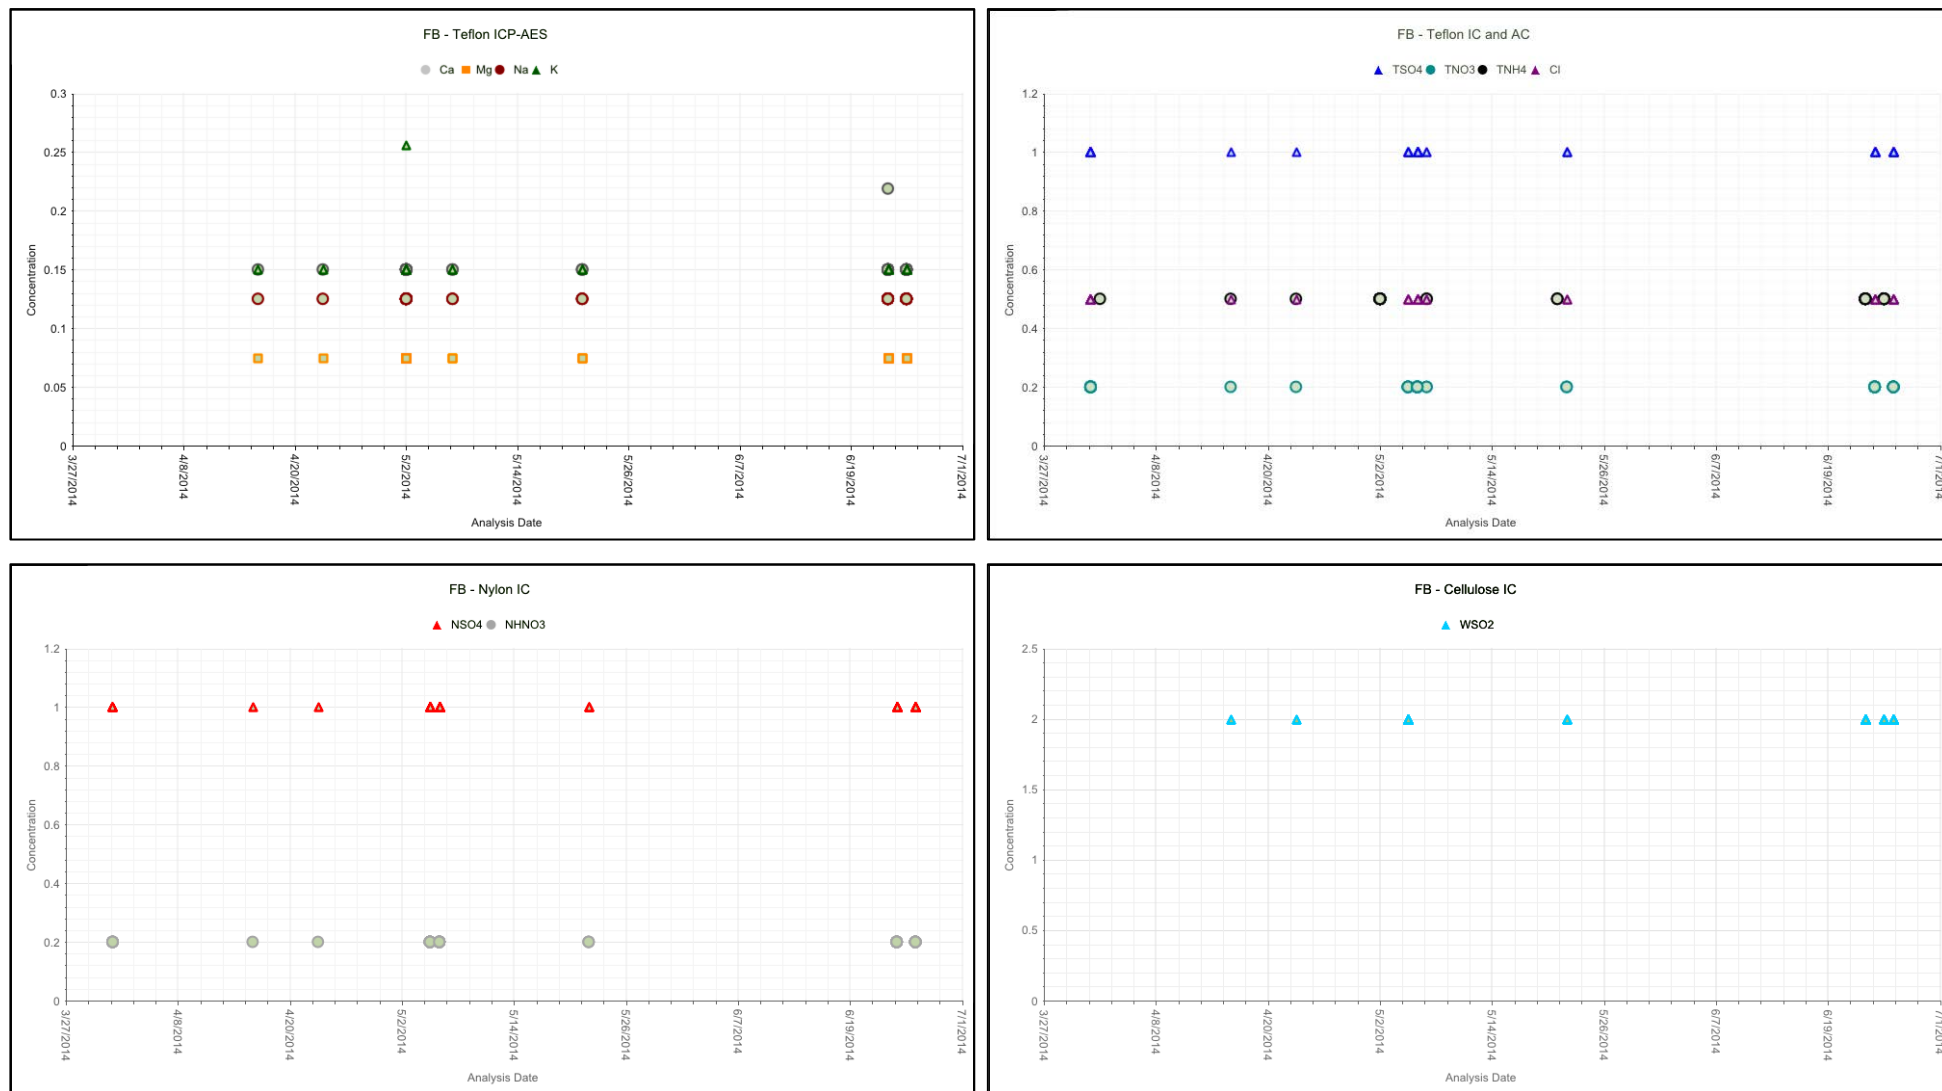 FB - Teflon ICP-AES
Ca Mg Na K
0.3
0.25
0.2
0.15
0.1
0.05
0
Concentration
3/27/2014 4/8/2014 4/20/2014 5/2/2014 5/14/2014 5/26/2014 6/7/2014 6/19/2014 7/1/2014
Analysis Date
FB - Teflon IC and AC
TSO4 TNO3 TNH4 Cl
1.2
1
0.8
0.6
0.4
0.2
0
Concentration
3/27/2014 4/8/2014 4/20/2014 5/2/2014 5/14/2014 5/26/2014 6/7/2014 6/19/2014 7/1/2014
Analysis Date
FB - Nylon IC
NSO4 NHNO3
1.2
1
0.8
0.6
0.4
0.2
0
Concentration
3/27/2014 4/8/2014 4/20/2014 5/2/2014 5/14/2014 5/26/2014 6/7/2014 6/19/2014 7/1/2014
Analysis Date
FB - Cellulose IC
WSO2
2.5
2
1.5
1
0.5
0
Concentration
3/27/2014 4/8/2014 4/20/2014 5/2/2014 5/14/2014 5/26/2014 6/7/2014 6/19/2014 7/1/2014
Analysis Date